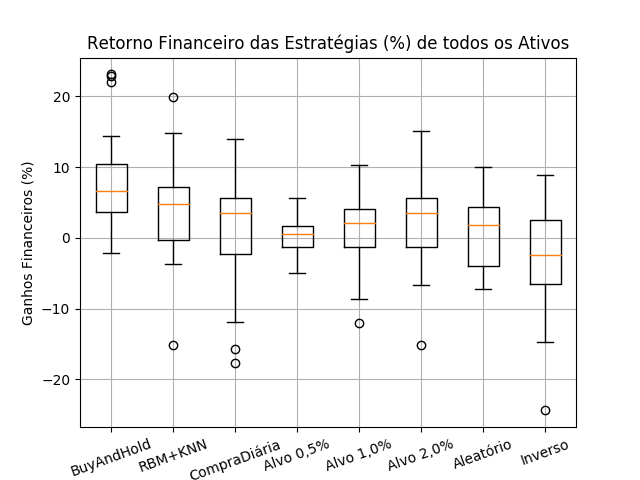 Retorno Financeiro das Estratégias (%) de todos os Ativos
Ganhos Financeiros (%)
20
10
0
−10
−20
BuyAndHold
RBM+KNN
CompraDiária
Alvo 0,5%
Alvo 1,0%
Alvo 2,0%
Aleatório
Inverso